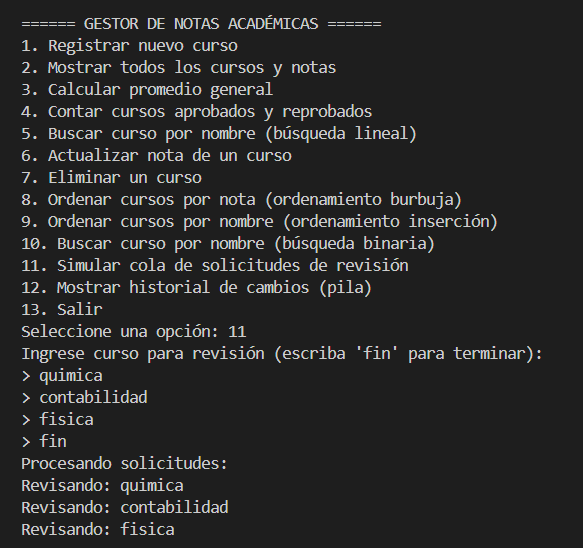 ====== GESTOR DE NOTAS ACADÉMICAS ======
1. Registrar nuevo curso
2. Mostrar todos los cursos y notas
3. Calcular promedio general
4. Contar cursos aprobados y reprobados
5. Buscar curso por nombre (búsqueda lineal)
6. Actualizar nota de un curso
7. Eliminar un curso
8. Ordenar cursos por nota (ordenamiento burbuja)
9. Ordenar cursos por nombre (ordenamiento inserción)
10. Buscar curso por nombre (búsqueda binaria)
11. Simular cola de solicitudes de revisión
12. Mostrar historial de cambios (pila)
13. Salir
Seleccione una opción: 11
Ingrese curso para revisión (escriba 'fin' para terminar):
> quimica
> contabilidad
> fisica
> fin
Procesando solicitudes:
Revisando: quimica
Revisando: contabilidad
Revisando: fisica